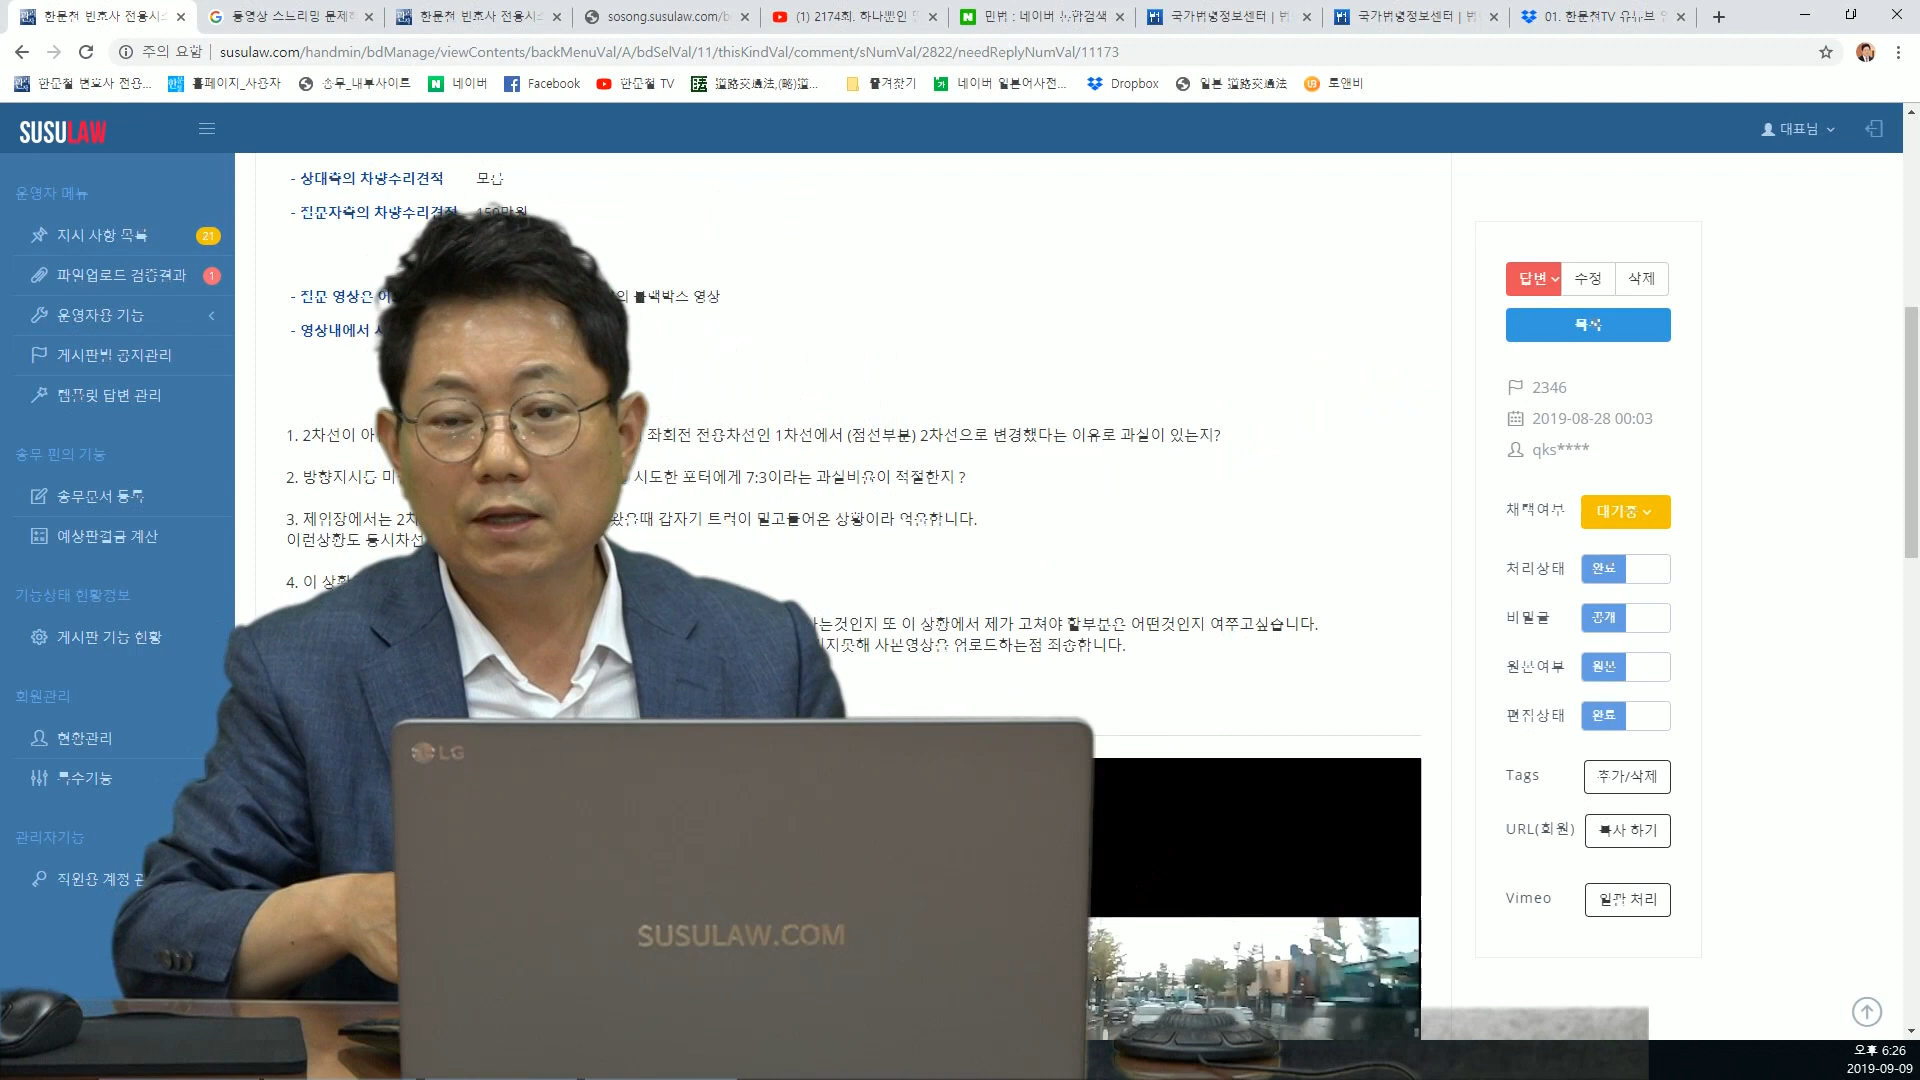 한문철 변호사 전용시스
동영상 스트리밍 문제해
한문철 변호사 전용시스
sosong.susulaw.com/b
(1) 2174회. 하나뿐인
민법 : 네이버 통합검색
국가법령정보센터 | 법
국가법령정보센터 | 법
01. 한문철TV 유튜브
주의 요함
susulaw.com/handmin/bdManage/viewContents/backMenuVal/A/bdSelVal/11/thisKindVal/comment/sNumVal/2822/needReplyNumVal/11173
한문철 변호사 전용...
홈페이지_사용자
송무_내부사이트
네이버
Facebook
한문철 TV
道路交通法,(略)道...
즐겨찾기
네이버 일본어사전...
Dropbox
일본 道路交通法
로앤비
SUSULAW
대표님
운영자 메뉴
지시 사항 목록
21
파일업로드 검증결과
1
운영자용 기능
게시판별 공지관리
템플릿 답변 관리
송무 편의 기능
송무문서 등록
예상판결금 계산
기능상태 현황정보
게시판 기능 현황
회원관리
현황관리
특수기능
관리자기능
직원용 계정
- 상대측의 차량수리견적 모름
- 질문자측의 차량수리견적 150만원
- 질문 영상은
의 블랙박스 영상
- 영상내에서
1. 2차선이
좌회전 전용차선인 1차선에서 (점선부분) 2차선으로 변경했다는 이유로 과실이 있는지?
2. 방향지시등
시도한 포터에게 7:3이라는 과실비율이 적절한지 ?
3. 제입장에서는
왔을때 갑자기 트럭이 밀고들어온 상황이라 억울합니다.
이런상황도 동시차선
4. 이
는것인지 또 이 상황에서 제가 고쳐야 할부분은 어떤것인지 여쭈고싶습니다.
지못해 사본영상을 업로드하는점 죄송합니다.
답변
수정
삭제
목록
2346
2019-08-28 00:03
qks****
채택여부 대기중
처리상태 완료
비밀글 공개
원본여부 원본
편집상태 완료
Tags 추가/삭제
URL(회원) 복사 하기
Vimeo 일괄 처리
LG
SUSULAW.COM
오후 6:26
2019-09-09